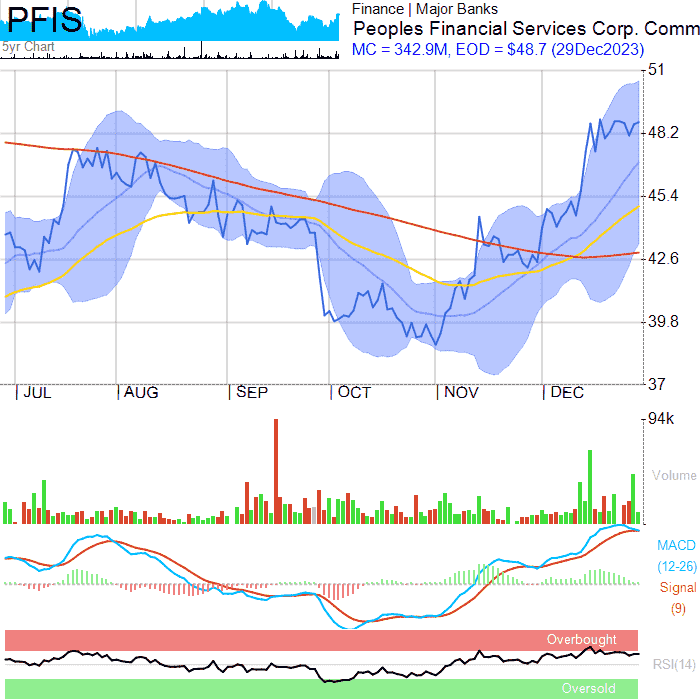 PFIS
5yr Chart
Finance | Major Banks
Peoples Financial Services Corp. Comm
MC = 342.9M, EOD = $48.7 (29Dec2023)
51
48.2
45.4
42.6
39.8
37
JUL AUG SEP OCT NOV DEC
94k
Volume
MACD
(12-26)
Signal
(9)
Overbought
RSI(14)
Oversold